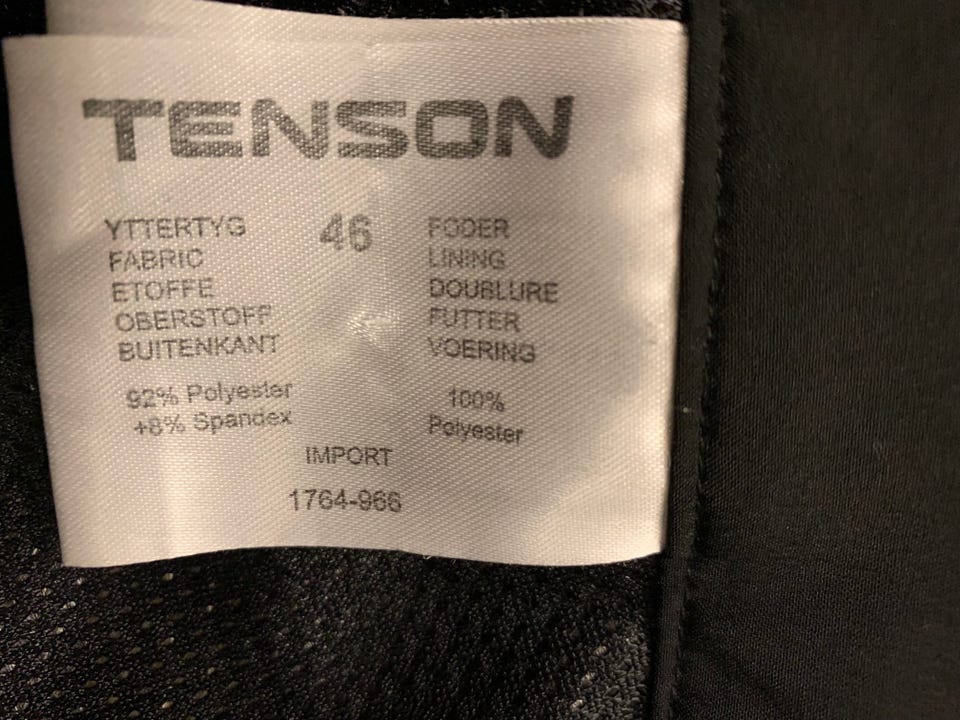 TENSON
46
YTTERTYG
FABRIC
ETOFFE
OBERSTOFF
BUITENKANT
92% Polyester
+8% Spandex
FODER
LINING
DOUBLURE
FUTTER
VOERING
100%
Polyester
IMPORT
1764-966